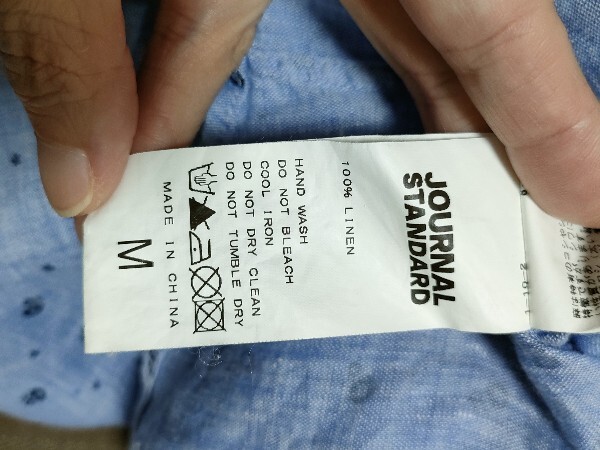 JOURNAL
STANDARD
100% LINEN
HAND WASH
DO NOT BLEACH
COOL IRON
DO NOT DRY CLEAN
DO NOT TUMBLE DRY
MADE IN CHINA
M